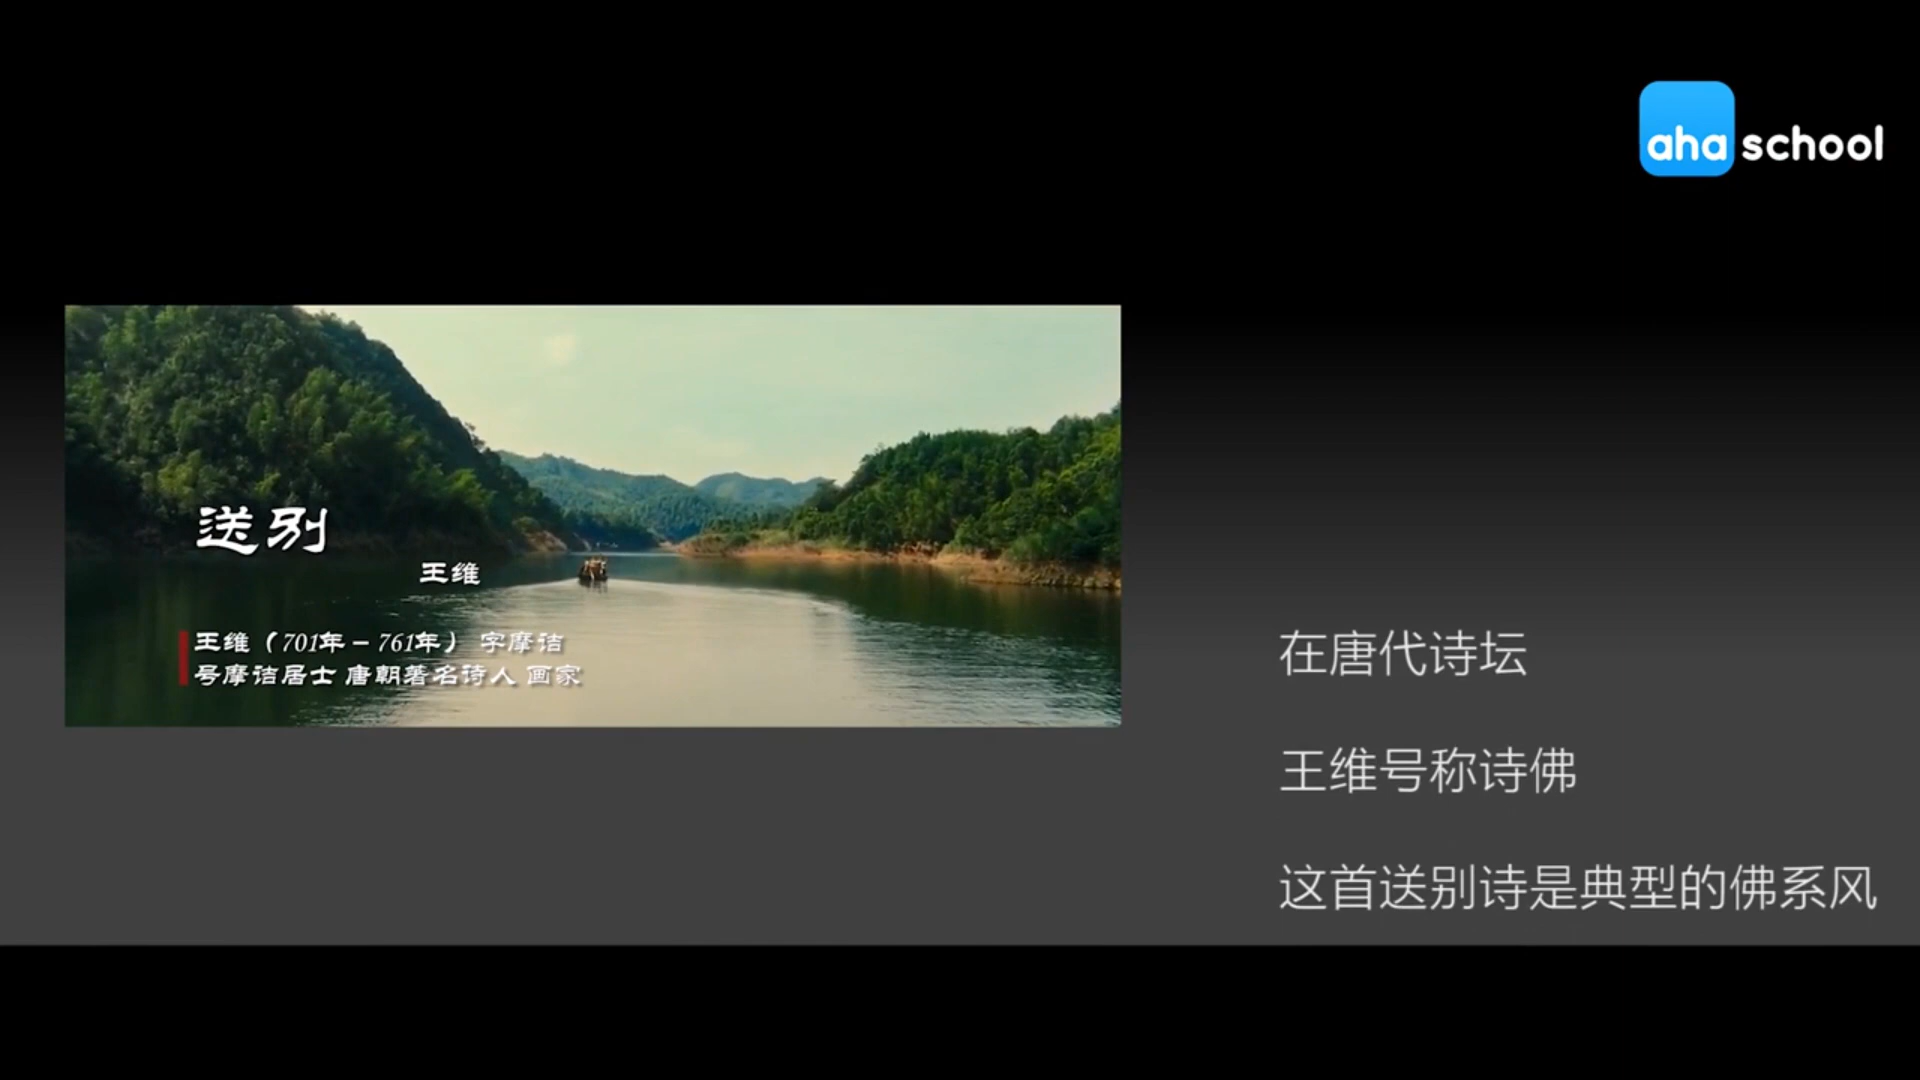 aha school
送别
王维
王维（701年－761年） 字摩诘
号摩诘居士 唐朝著名诗人 画家
在唐代诗坛
王维号称诗佛
这首送别诗是典型的佛系风